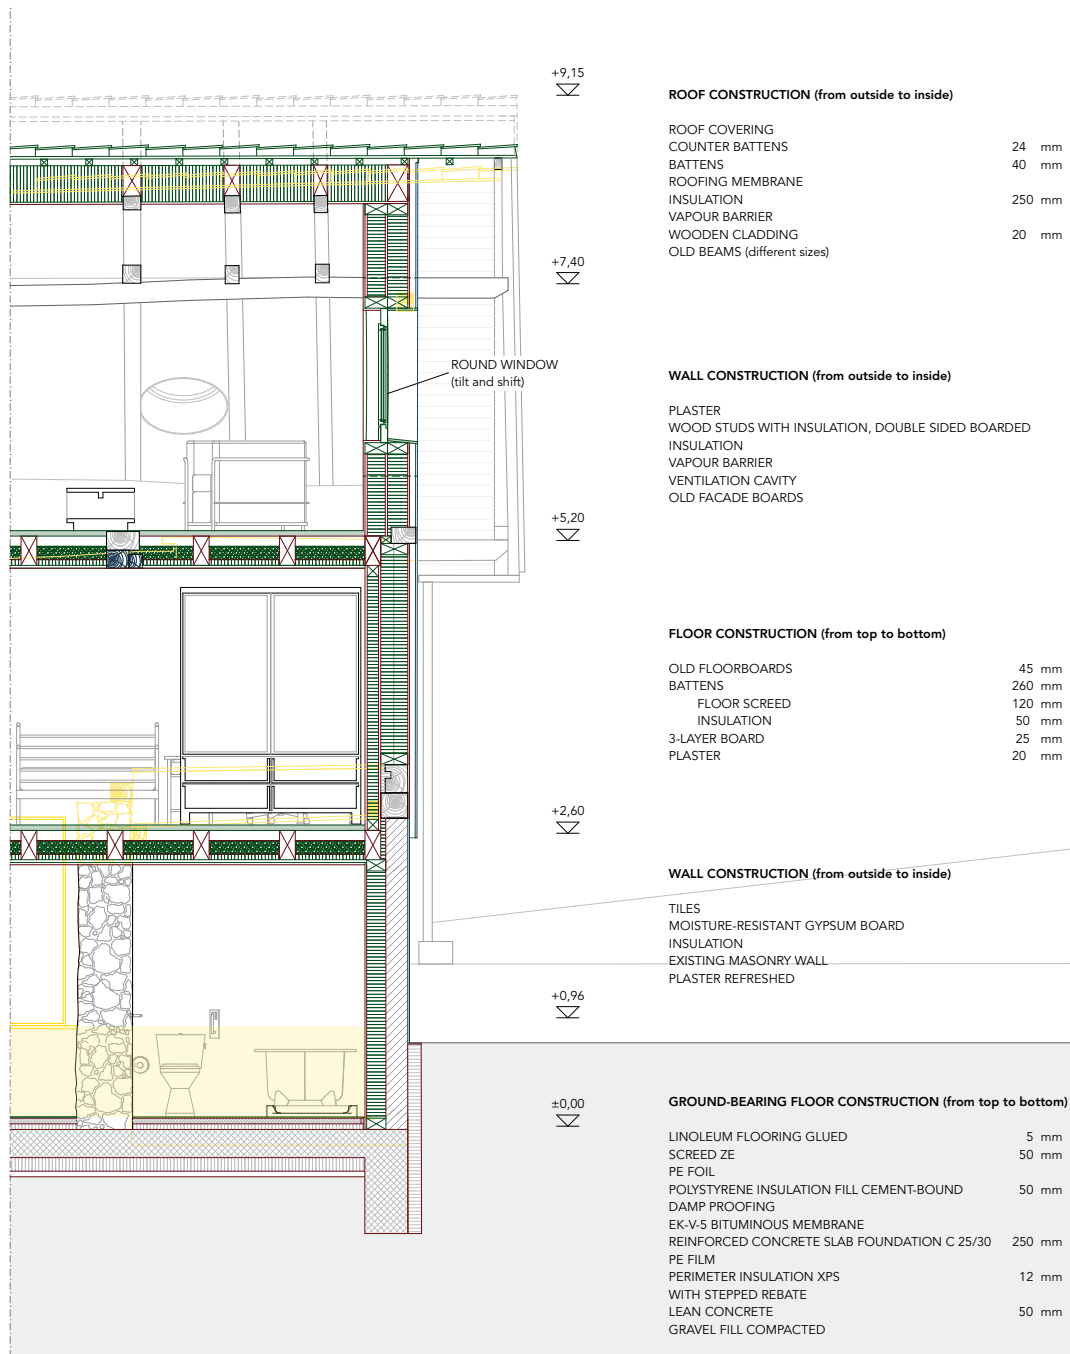 +9,15
ROOF CONSTRUCTION (from outside to inside)
ROOF COVERING
COUNTER BATTENS 24 mm
BATTENS 40 mm
ROOFING MEMBRANE
INSULATION 250 mm
VAPOUR BARRIER
WOODEN CLADDING 20 mm
OLD BEAMS (different sizes)
+7,40
ROUND WINDOW
(tilt and shift)
WALL CONSTRUCTION (from outside to inside)
PLASTER
WOOD STUDS WITH INSULATION, DOUBLE SIDED BOARDED
INSULATION
VAPOUR BARRIER
VENTILATION CAVITY
OLD FACADE BOARDS
+5,20
FLOOR CONSTRUCTION (from top to bottom)
OLD FLOORBOARDS 45 mm
BATTENS 260 mm
FLOOR SCREED 120 mm
INSULATION 50 mm
3-LAYER BOARD 25 mm
PLASTER 20 mm
+2,60
WALL CONSTRUCTION (from outside to inside)
TILES
MOISTURE-RESISTANT GYPSUM BOARD
INSULATION
EXISTING MASONRY WALL
PLASTER REFRESHED
+0,96
±0,00
GROUND-BEARING FLOOR CONSTRUCTION (from top to bottom)
LINOLEUM FLOORING GLUED 5 mm
SCREED ZE 50 mm
PE FOIL
POLYSTYRENE INSULATION FILL CEMENT-BOUND 50 mm
DAMP PROOFING
EK-V-5 BITUMINOUS MEMBRANE
REINFORCED CONCRETE SLAB FOUNDATION C 25/30 250 mm
PE FILM
PERIMETER INSULATION XPS 12 mm
WITH STEPPED REBATE
LEAN CONCRETE 50 mm
GRAVEL FILL COMPACTED